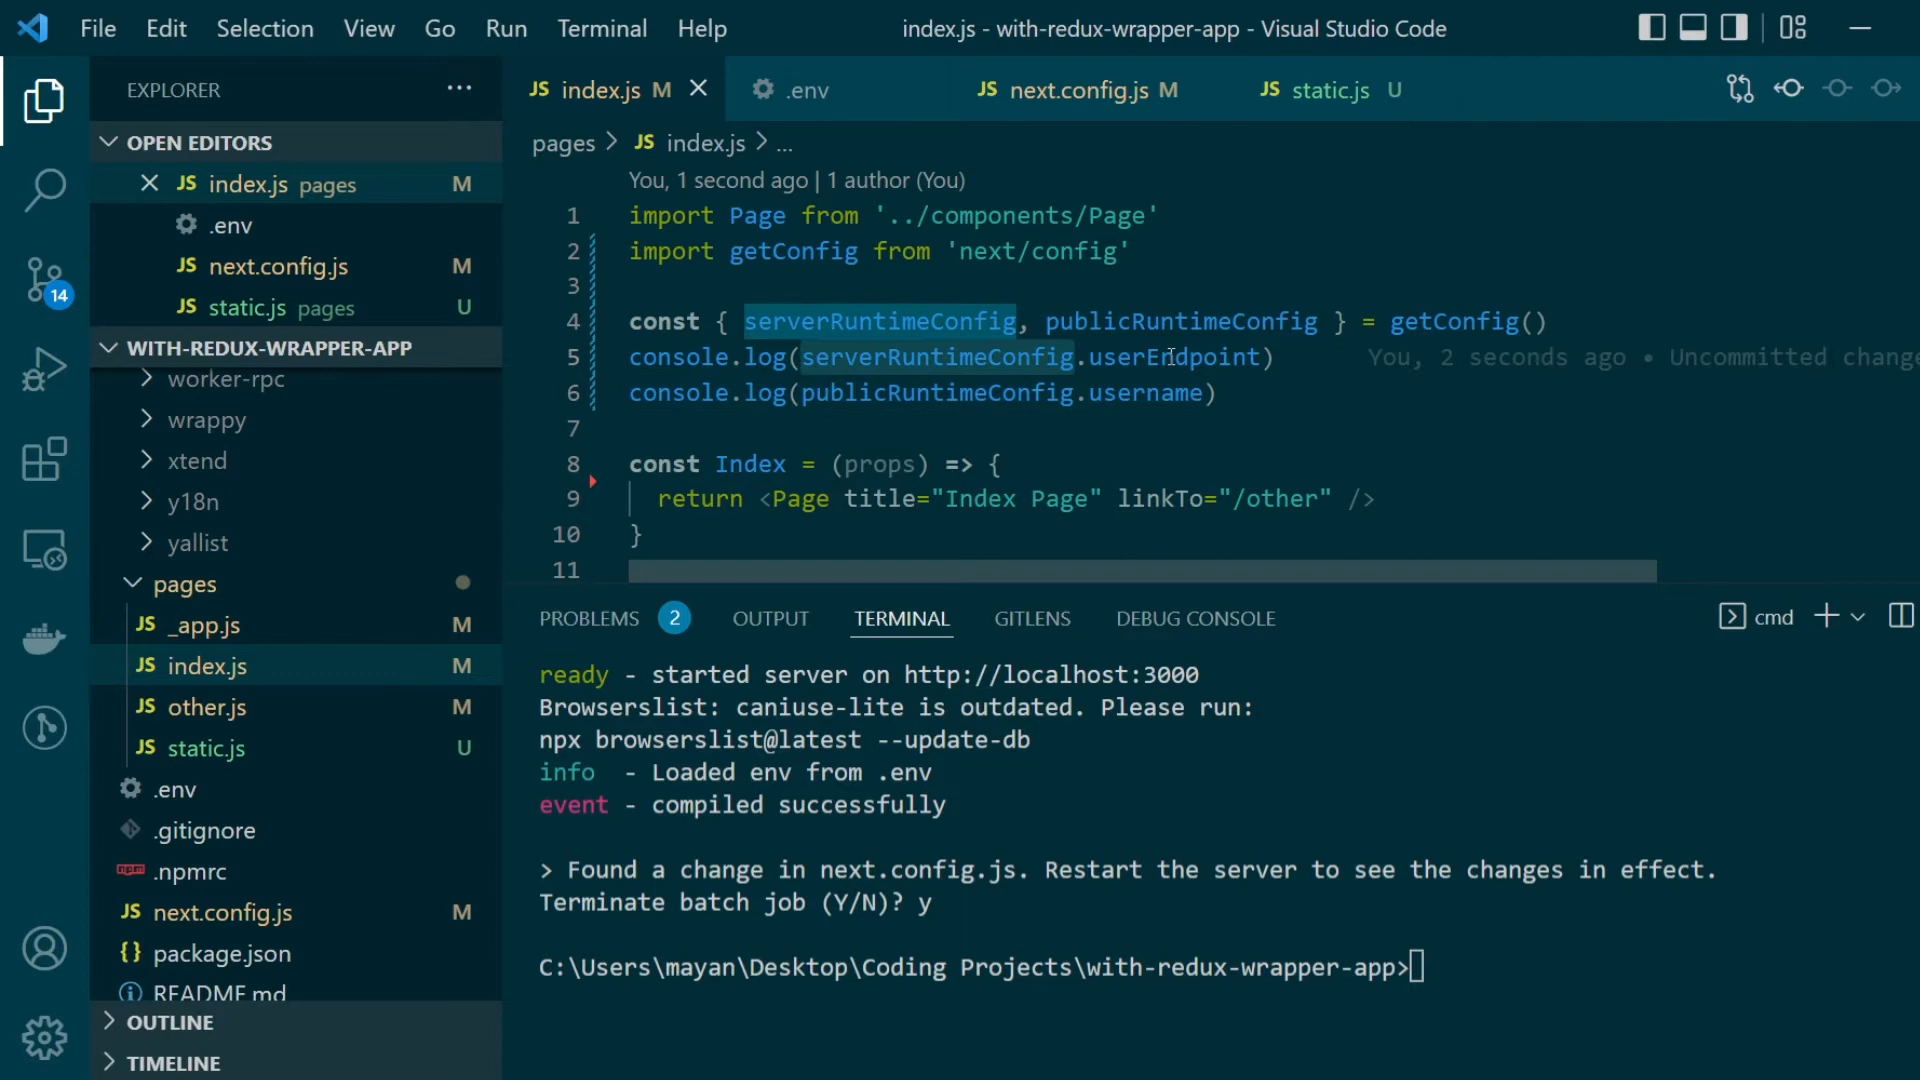 File Edit Selection View Go Run Terminal Help index.js - with-redux-wrapper-app - Visual Studio Code
EXPLORER
OPEN EDITORS
JS index.js pages M
.env
JS next.config.js M
JS static.js pages U
WITH-REDUX-WRAPPER-APP
worker-rpc
wrappy
xtend
y18n
yallist
pages
JS _app.js M
JS index.js M
JS other.js M
JS static.js U
.env
.gitignore
npm .npmrc
JS next.config.js M
{} package.json
README.md
OUTLINE
TIMELINE
14
JS index.js M .env JS next.config.js M JS static.js U
pages > JS index.js > ...
You, 1 second ago | 1 author (You)
1 import Page from '../components/Page'
2 import getConfig from 'next/config'
3
4 const { serverRuntimeConfig, publicRuntimeConfig } = getConfig()
5 console.log(serverRuntimeConfig.userEndpoint) You, 2 seconds ago • Uncommitted change
6 console.log(publicRuntimeConfig.username)
7
8 const Index = (props) => {
9 return <Page title="Index Page" linkTo="/other" />
10 }
11
PROBLEMS 2 OUTPUT TERMINAL GITLENS DEBUG CONSOLE cmd
ready - started server on http://localhost:3000
Browserslist: caniuse-lite is outdated. Please run:
npx browserslist@latest --update-db
info - Loaded env from .env
event - compiled successfully
> Found a change in next.config.js. Restart the server to see the changes in effect.
Terminate batch job (Y/N)? y
C:\Users\mayan\Desktop\Coding Projects\with-redux-wrapper-app>